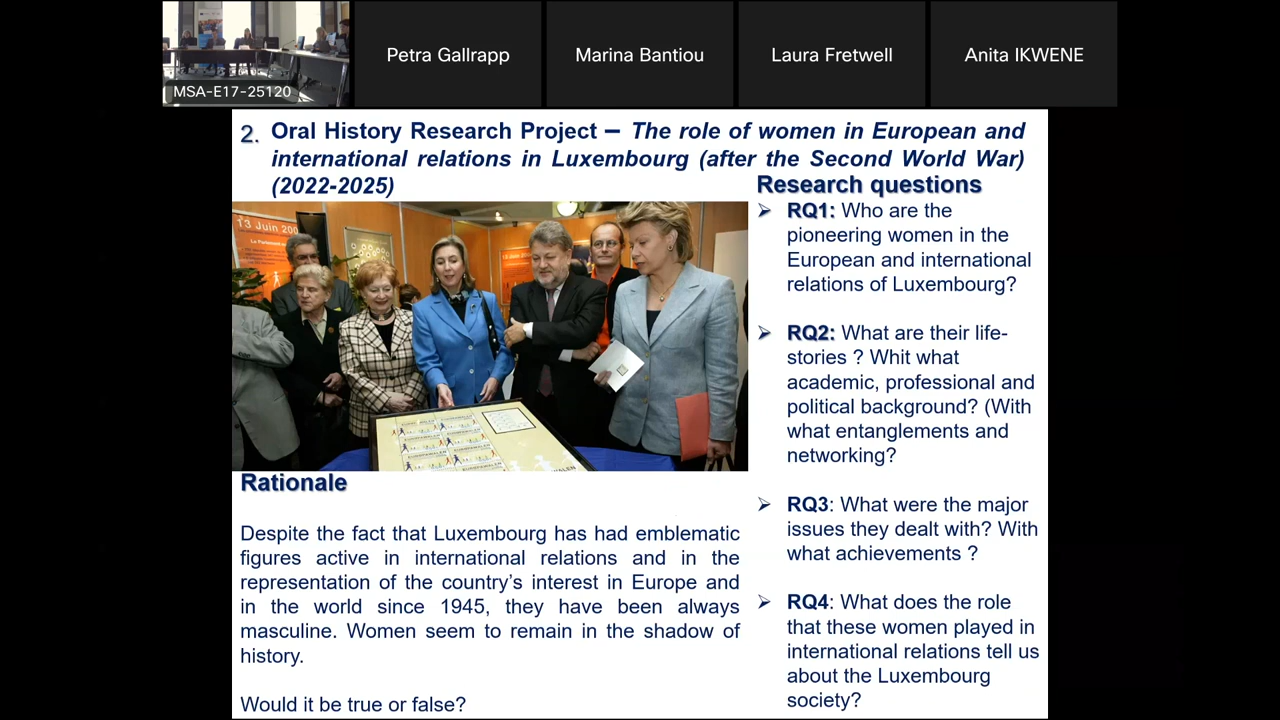 MSA-E17-25120
Petra Gallrapp
Marina Bantiou
Laura Fretwell
Anita IKWENE
2. Oral History Research Project – The role of women in European and
international relations in Luxembourg (after the Second World War)
(2022-2025)
13 Juin 200
Rationale
Despite the fact that Luxembourg has had emblematic
figures active in international relations and in the
representation of the country's interest in Europe and
in the world since 1945, they have been always
masculine. Women seem to remain in the shadow of
history.
Would it be true or false?
Research questions
➢ RQ1: Who are the
pioneering women in the
European and international
relations of Luxembourg?
➢ RQ2: What are their life-
stories ? Whit what
academic, professional and
political background? (With
what entanglements and
networking?
➢ RQ3: What were the major
issues they dealt with? With
what achievements ?
➢ RQ4: What does the role
that these women played in
international relations tell us
about the Luxembourg
society?